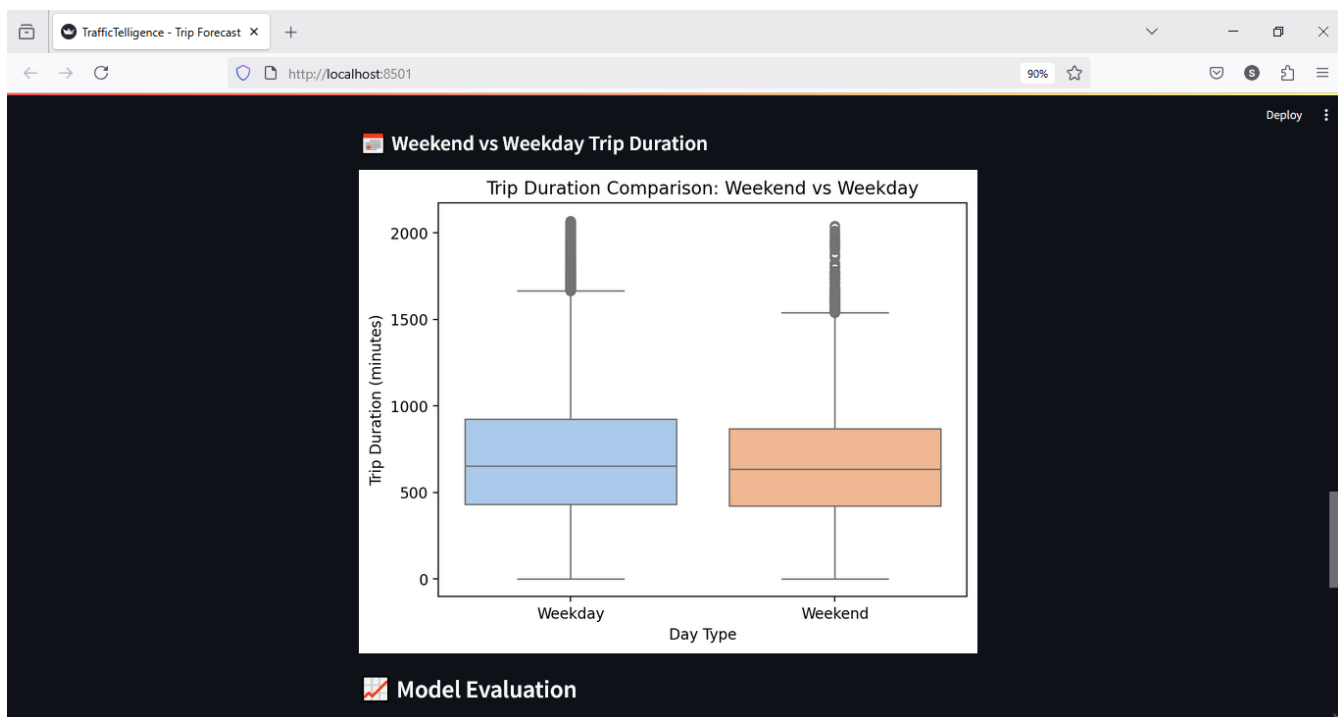 TrafficTelligence - Trip Forecast
http://localhost:8501
90%
S
Deploy
Weekend vs Weekday Trip Duration
Trip Duration Comparison: Weekend vs Weekday
Trip Duration (minutes)
2000
1500
1000
500
0
Weekday
Weekend
Day Type
Model Evaluation